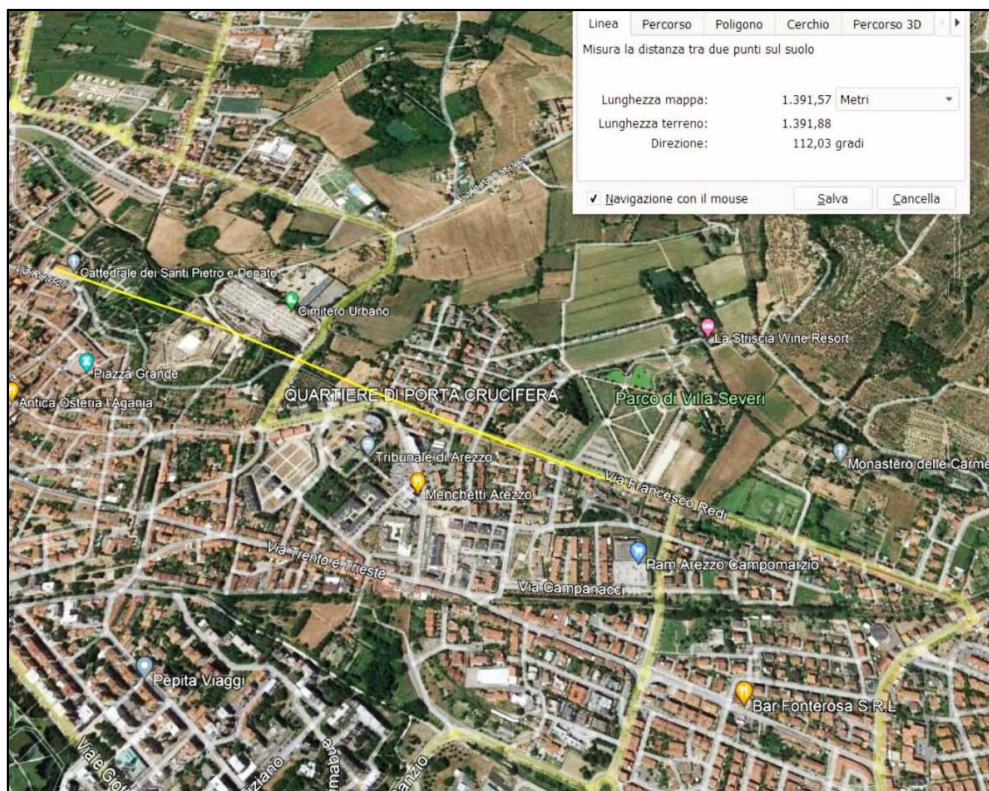 Linea Percorso Poligono Cerchio Percorso 3D
Misura la distanza tra due punti sul suolo
Lunghezza mappa: 1.391,57 Metri
Lunghezza terreno: 1.391,88
Direzione: 112,03 gradi
Navigazione con il mouse Salva Cancella
Cattedrale dei Santi Pietro e Donato
Cimitero Urbano
La Striscia Wine Resort
Piazza Grande
QUARTIERE DI PORTA CRUCIFERA
Parco di Villa Severi
Antica Osteria l'Agania
Tribunale di Arezzo
Monastero delle Carme
Menchetti Arezzo
Via Francesco Redi
Via Trento e Trieste
Pam Arezzo Campomarzio
Via Campanacci
Pepita Viaggi
Bar Fonterosa S.R.L